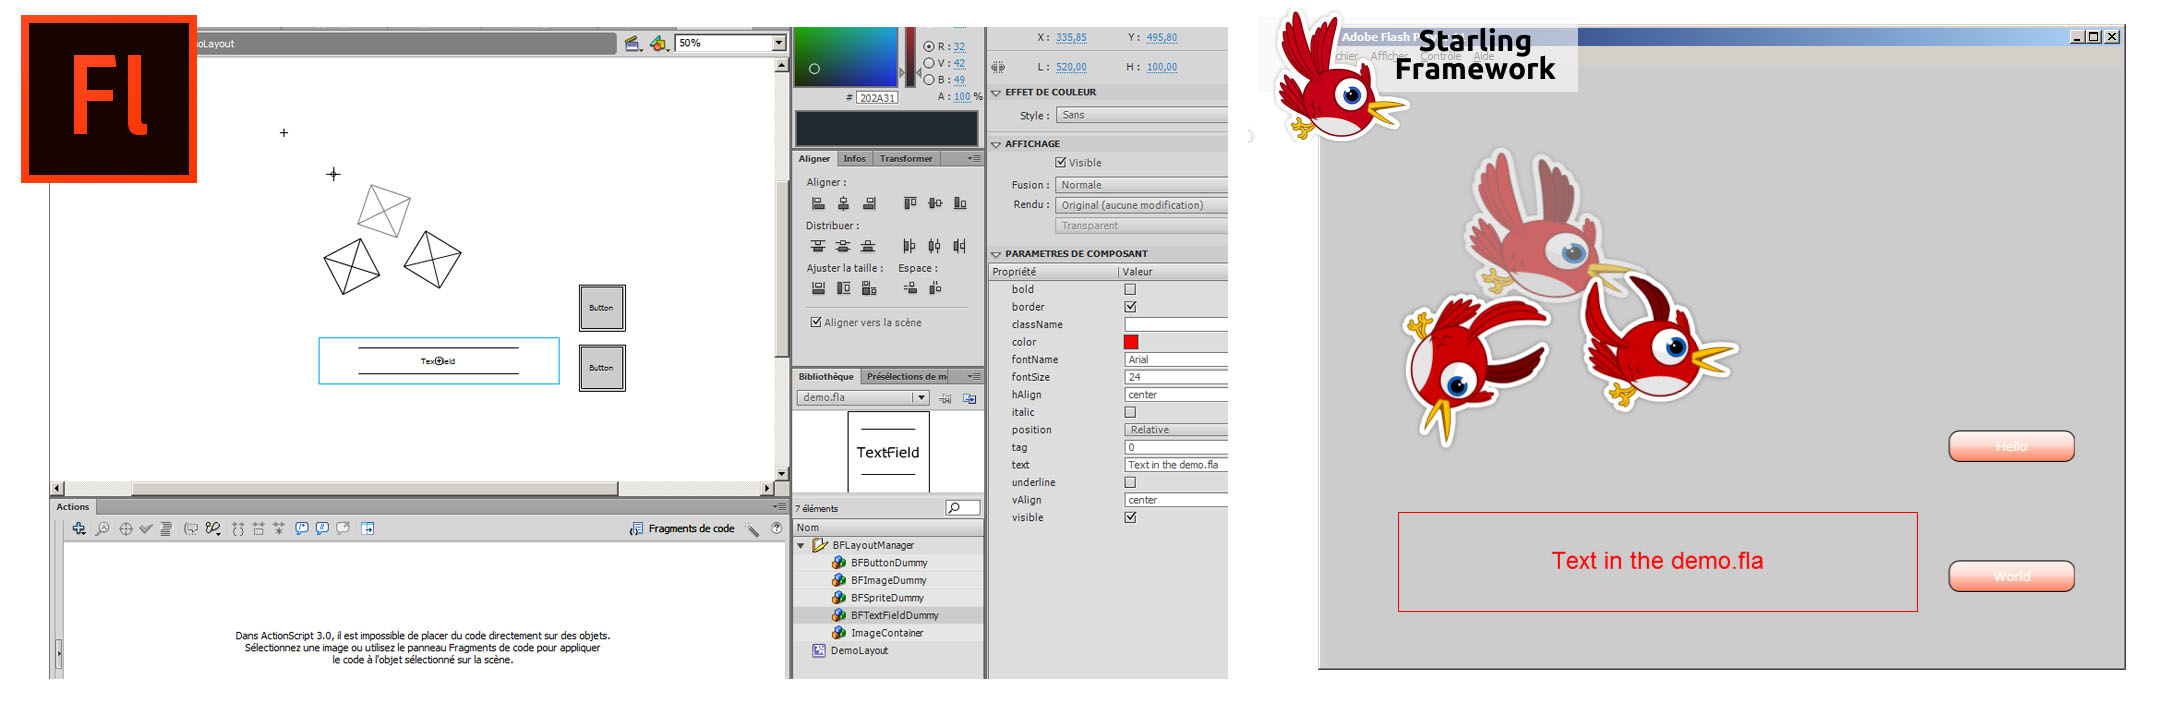 Fl
oLayout
50%
Button
TextField
Button
Actions
Fragments de code
Dans ActionScript 3.0, il est impossible de placer du code directement sur des objets.
Sélectionnez une image ou utilisez le panneau Fragments de code pour appliquer
le code à l'objet sélectionné sur la scène.
R : 32
V : 42
B : 49
# 202A31
A : 100 %
Aligner Infos Transformer
Aligner :
Distribuer :
Ajuster la taille : Espace :
Aligner vers la scène
Bibliothèque Présélections de m
demo.fla
TextField
7 éléments
Nom
BFLayoutManager
BFButtonDummy
BFImageDummy
BFSpriteDummy
BFTextFieldDummy
ImageContainer
DemoLayout
X : 335,85 Y : 495,80
L : 520,00 H : 100,00
EFFET DE COULEUR
Style : Sans
AFFICHAGE
Visible
Fusion : Normale
Rendu : Original (aucune modification)
Transparent
PARAMETRES DE COMPOSANT
Propriété Valeur
bold
border
className
color
fontName Arial
fontSize 24
hAlign center
italic
position Relative
tag 0
text Text in the demo.fla
underline
vAlign center
visible
Adobe Flash
chier Affich Contrôle Aide
Starling
Framework
Hello
Text in the demo.fla
World